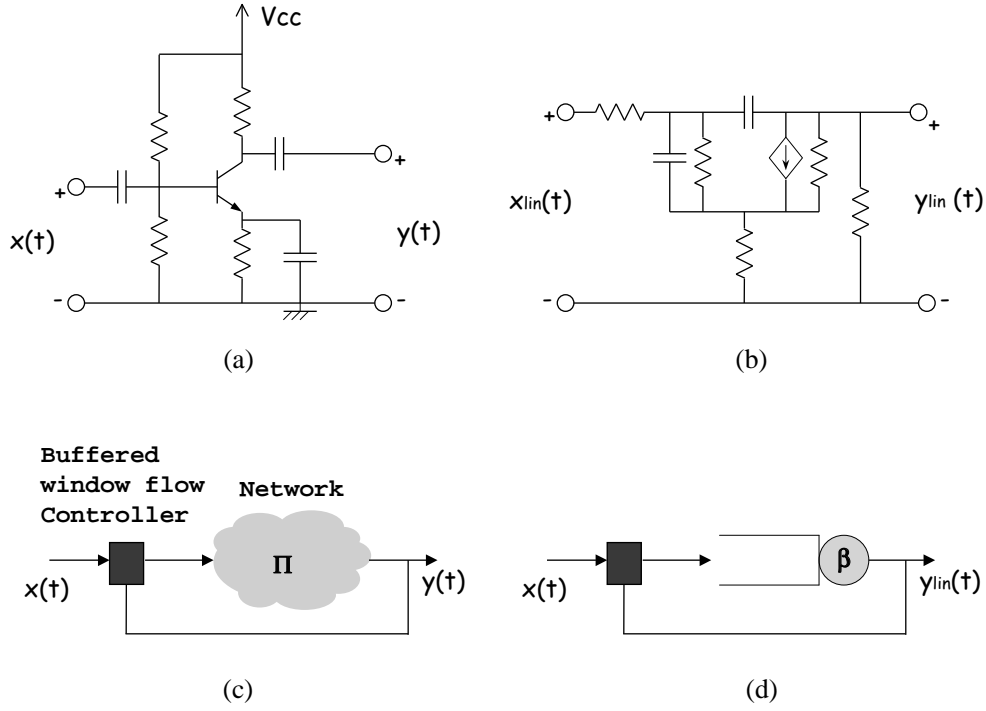 Vcc
+
+
x(t)
y(t)
-
-
(a)
+
+
xlin(t)
ylin (t)
-
-
(b)
Buffered
window flow
Controller
Network
Π
x(t)
y(t)
(c)
β
x(t)
ylin(t)
(d)